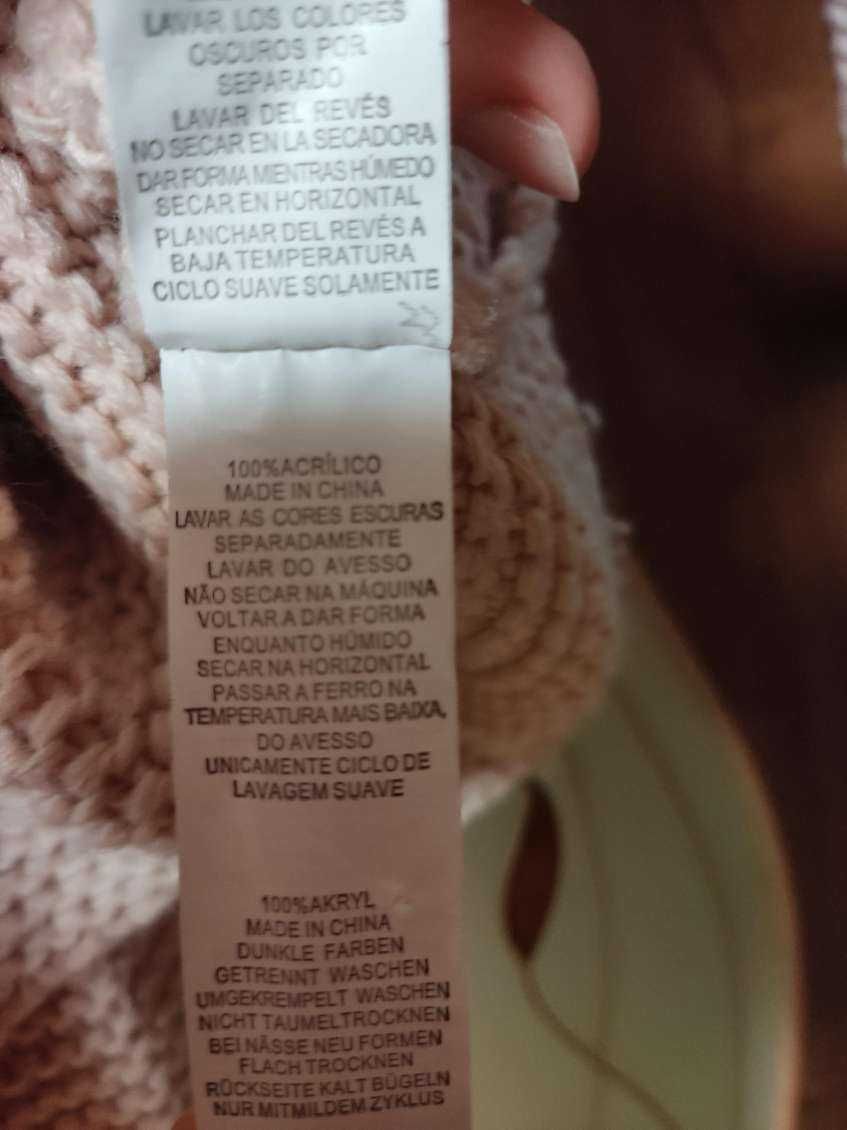 LAVAR LOS COLORES
OSCUROS POR
SEPARADO
LAVAR DEL REVÉS
NO SECAR EN LA SECADORA
DAR FORMA MIENTRAS HÚMEDO
SECAR EN HORIZONTAL
PLANCHAR DEL REVÉS A
BAJA TEMPERATURA
CICLO SUAVE SOLAMENTE
100%ACRÍLICO
MADE IN CHINA
LAVAR AS CORES ESCURAS
SEPARADAMENTE
LAVAR DO AVESSO
NÃO SECAR NA MÁQUINA
VOLTAR A DAR FORMA
ENQUANTO HÚMIDO
SECAR NA HORIZONTAL
PASSAR A FERRO NA
TEMPERATURA MAIS BAIXA,
DO AVESSO
UNICAMENTE CICLO DE
LAVAGEM SUAVE
100%AKRYL
MADE IN CHINA
DUNKLE FARBEN
GETRENNT WASCHEN
UMGEKREMPELT WASCHEN
NICHT TAUMELTROCKNEN
BEI NÄSSE NEU FORMEN
FLACH TROCKNEN
RÜCKSEITE KALT BÜGELN
NUR MITMILDEM ZYKLUS